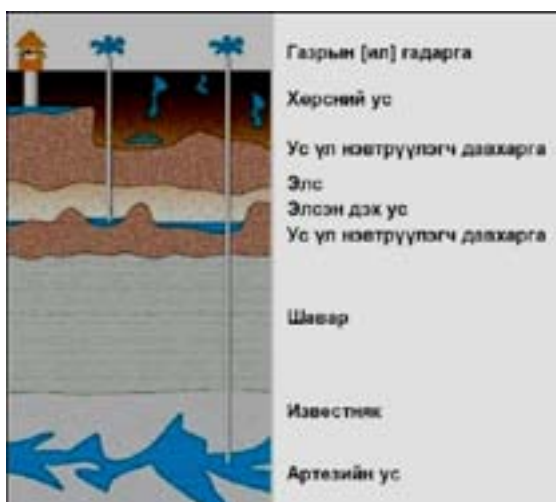 Газрын [ил] гадарга
Хөрсний ус
Ус үл нэвтрүүлэгч давхарга
Элс
Элсэн дэх ус
Ус үл нэвтрүүлэгч давхарга
Шавар
Известняк
Артезийн ус